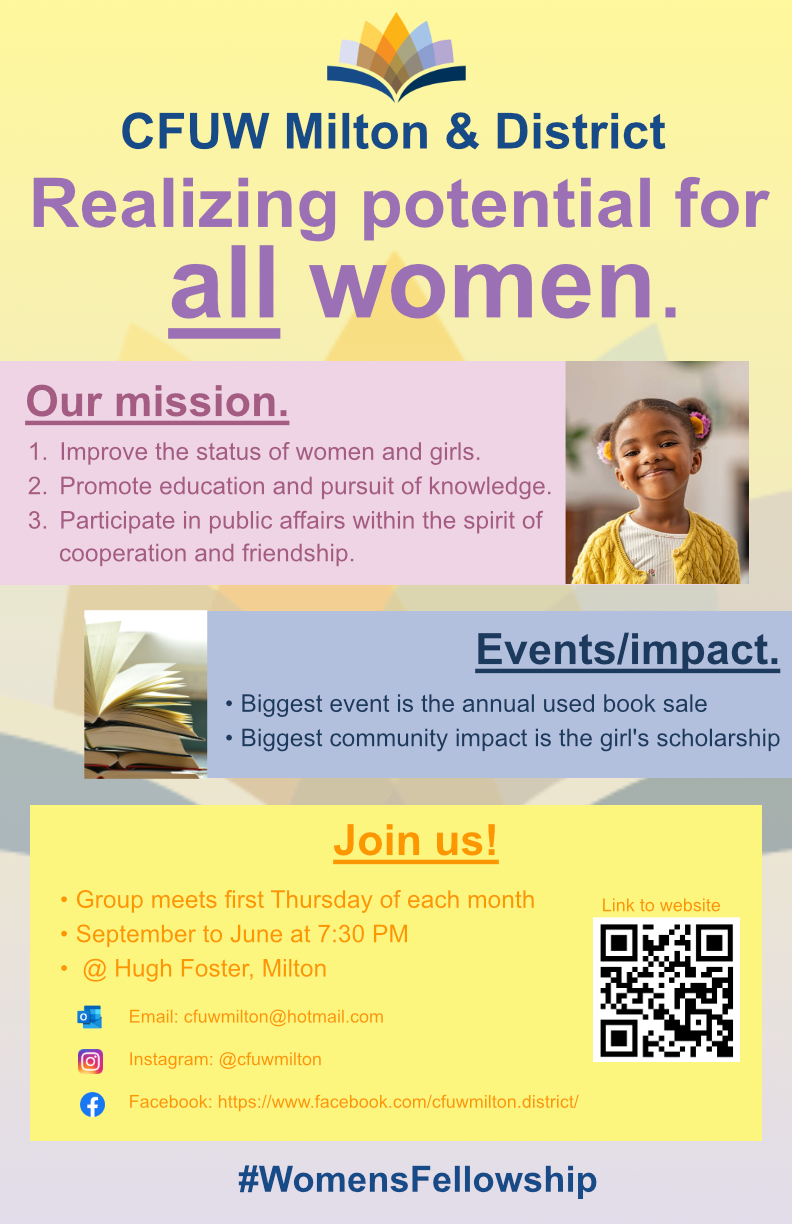 CFUW Milton & District
Realizing potential for
all women.
Our mission.
1. Improve the status of women and girls.
2. Promote education and pursuit of knowledge.
3. Participate in public affairs within the spirit of
cooperation and friendship.
Events/impact.
• Biggest event is the annual used book sale
• Biggest community impact is the girl's scholarship
Join us!
• Group meets first Thursday of each month
• September to June at 7:30 PM
• @ Hugh Foster, Milton
Link to website
Email: cfuwmilton@hotmail.com
Instagram: @cfuwmilton
Facebook: https://www.facebook.com/cfuwmilton.district/
#WomensFellowship